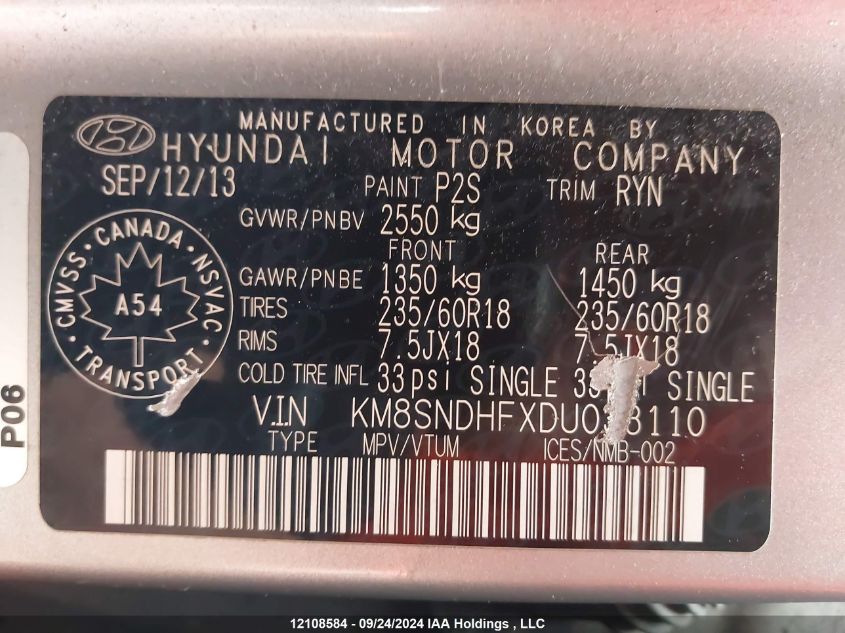 MANUFACTURED IN KOREA BY
HYUNDAI MOTOR COMPANY
SEP/12/13 PAINT P2S TRIM RYN
GVWR/PNBV 2550 kg
FRONT REAR
GAWR/PNBE 1350 kg 1450 kg
TIRES 235/60R18 235/60R18
RIMS 7.5JX18 7.5JX18
COLD TIRE INFL 33psi SINGLE SINGLE
V.I.N
TYPE MPV/VTUM ICES/NMB-002
CMVSS · CANADA · NSVAC · TRANSPORT ·
A54
P06
12108584 - 09/24/2024 IAA Holdings , LLC